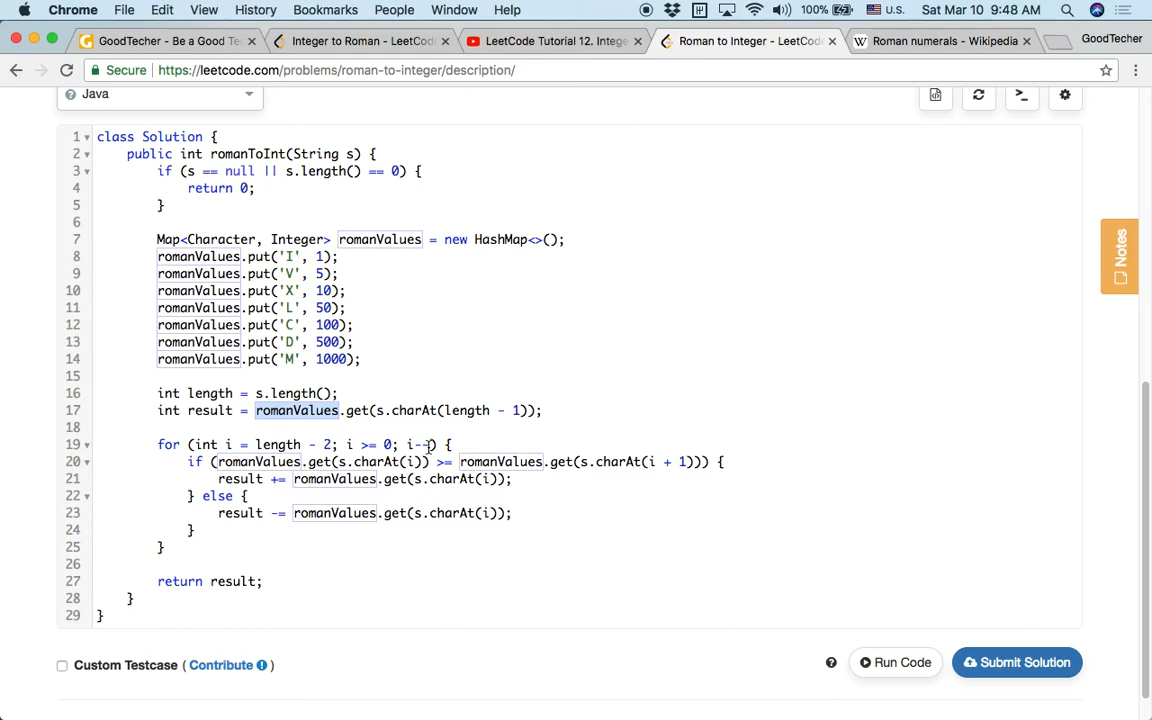 Chrome File Edit View History Bookmarks People Window Help 100% U.S. Sat Mar 10 9:48 AM
GoodTecher - Be a Good Te Integer to Roman - LeetCod LeetCode Tutorial 12. Intege Roman to Integer - LeetCode Roman numerals - Wikipedia GoodTecher
Secure https://leetcode.com/problems/roman-to-integer/description/
Java
1 class Solution {
2 public int romanToInt(String s) {
3 if (s == null || s.length() == 0) {
4 return 0;
5 }
6
7 Map<Character, Integer> romanValues = new HashMap<>();
8 romanValues.put('I', 1);
9 romanValues.put('V', 5);
10 romanValues.put('X', 10);
11 romanValues.put('L', 50);
12 romanValues.put('C', 100);
13 romanValues.put('D', 500);
14 romanValues.put('M', 1000);
15
16 int length = s.length();
17 int result = romanValues.get(s.charAt(length - 1));
18
19 for (int i = length - 2; i >= 0; i--) {
20 if (romanValues.get(s.charAt(i)) >= romanValues.get(s.charAt(i + 1))) {
21 result += romanValues.get(s.charAt(i));
22 } else {
23 result -= romanValues.get(s.charAt(i));
24 }
25 }
26
27 return result;
28 }
29 }
Notes
Custom Testcase ( Contribute )
Run Code
Submit Solution